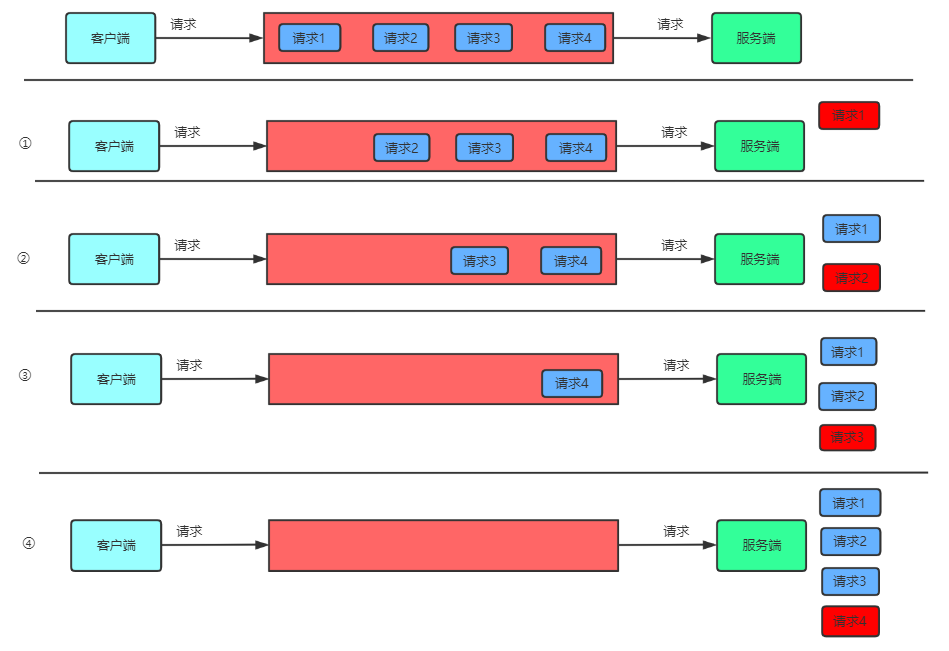 请求 请求
客户端 请求1 请求2 请求3 请求4 服务端
请求1
① 请求 请求
客户端 请求2 请求3 请求4 服务端
请求1
② 请求 请求
客户端 请求3 请求4 服务端
请求2
请求1
③ 请求 请求
客户端 请求4 服务端
请求2
请求3
请求1
④ 请求 请求
客户端 服务端
请求2
请求3
请求4